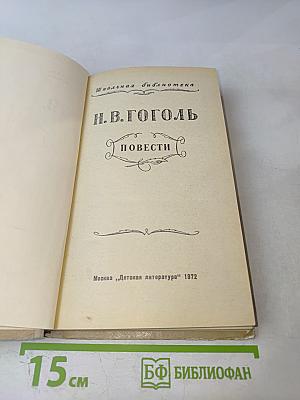 Школьная библиотека
Н.В.ГОГОЛЬ
ПОВЕСТИ
Москва „Детская литература" 1972
15 см
БФ БИБЛИОФАН